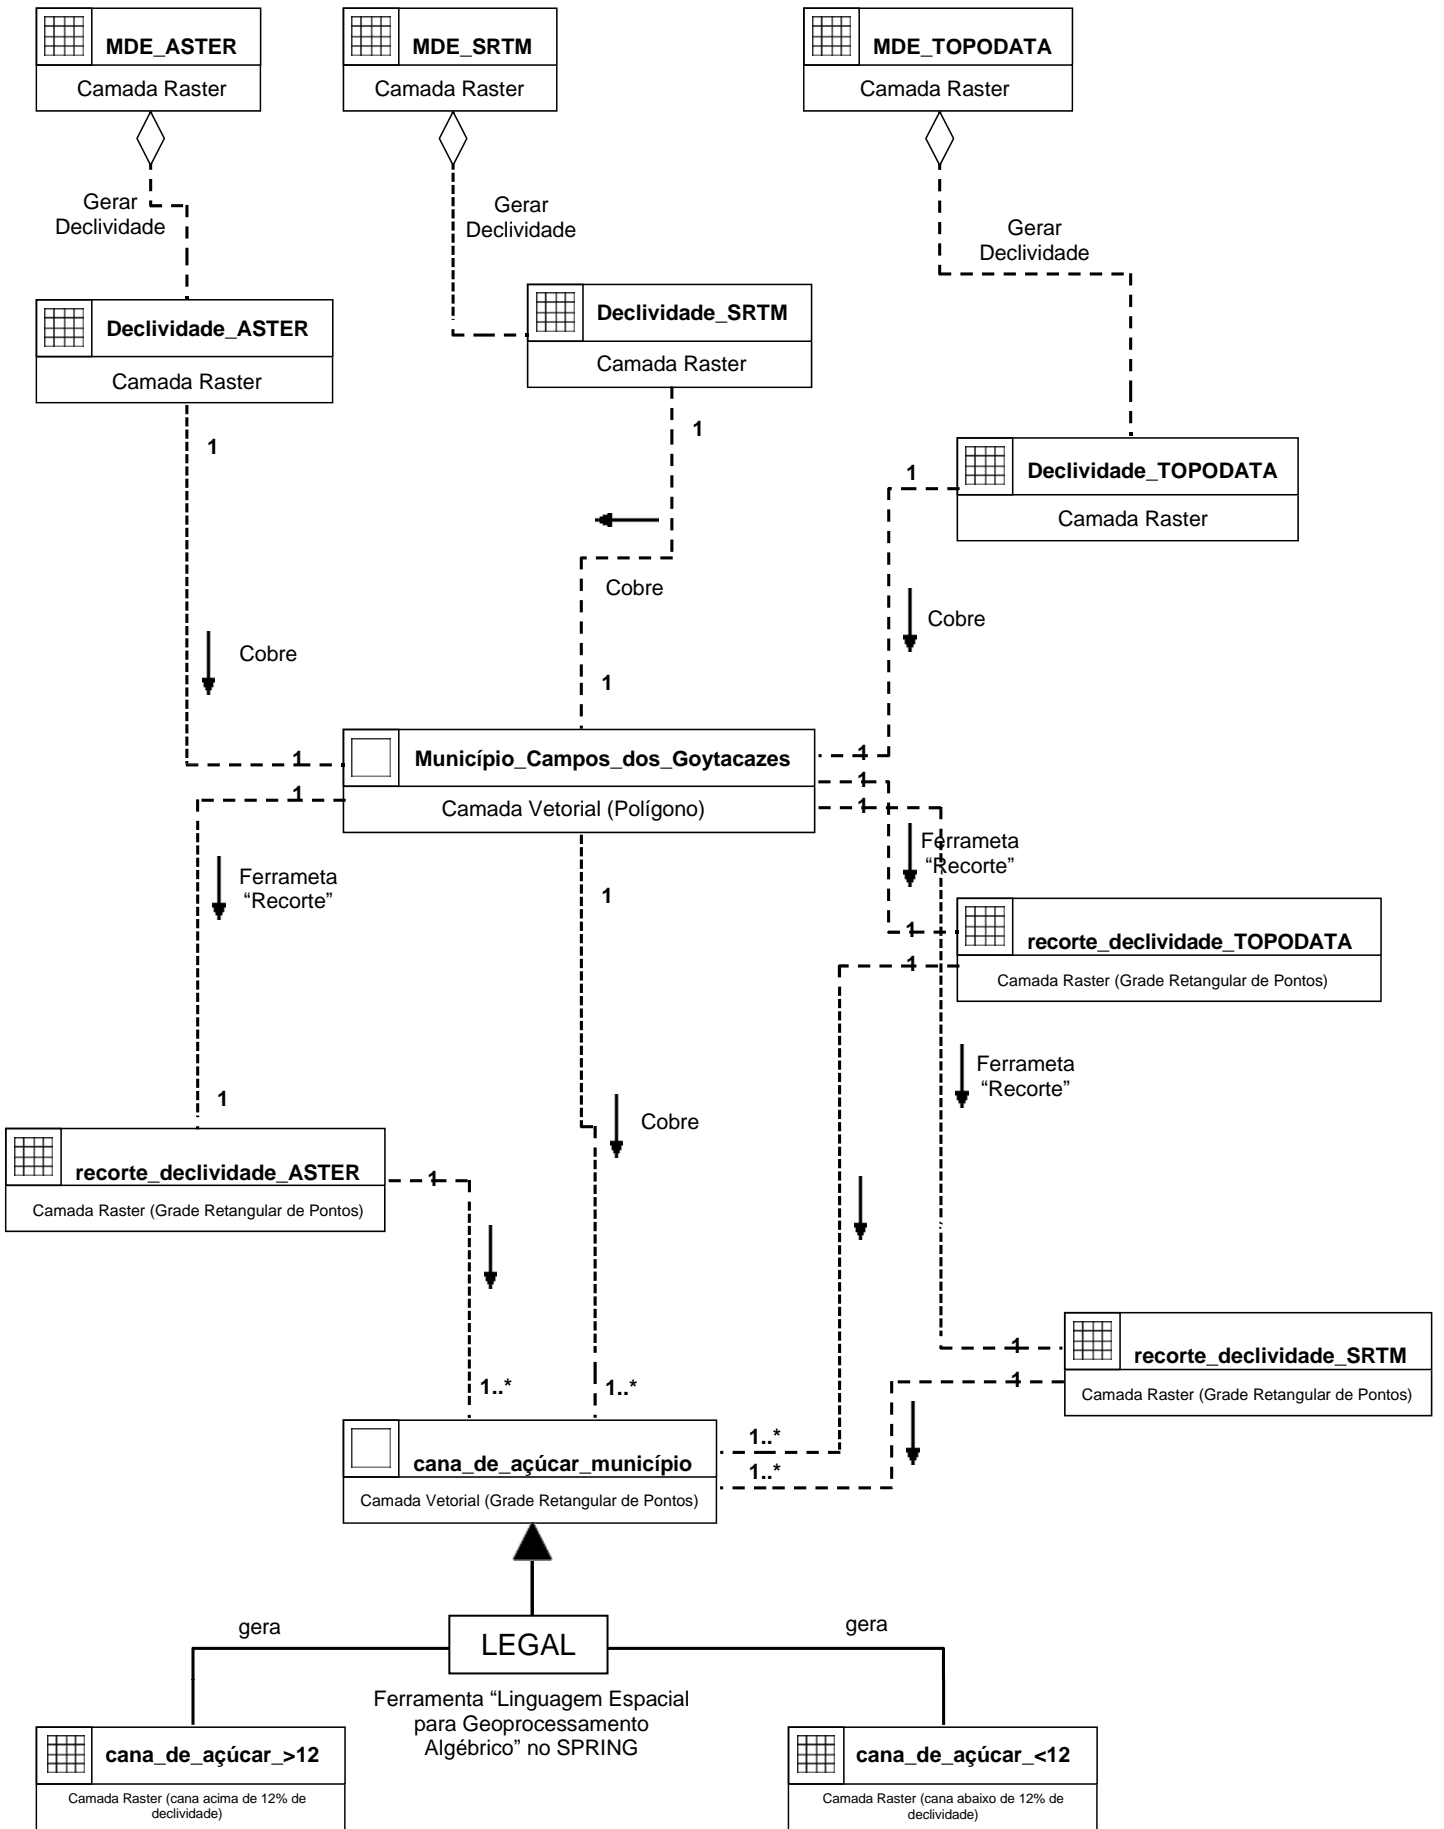 MDE_ASTER
Camada Raster
MDE_SRTM
Camada Raster
MDE_TOPODATA
Camada Raster
Gerar
Declividade
Gerar
Declividade
Gerar
Declividade
Declividade_ASTER
Camada Raster
Declividade_SRTM
Camada Raster
Declividade_TOPODATA
Camada Raster
1
1
1
Cobre
Cobre
Cobre
1
1
1
1
1
1
Município_Campos_dos_Goytacazes
Camada Vetorial (Polígono)
Ferrameta
“Recorte”
1
Ferrameta
“Recorte”
1
1
recorte_declividade_TOPODATA
Camada Raster (Grade Retangular de Pontos)
Ferrameta
“Recorte”
1
Cobre
recorte_declividade_ASTER
Camada Raster (Grade Retangular de Pontos)
1
1
1
recorte_declividade_SRTM
Camada Raster (Grade Retangular de Pontos)
1..*
1..*
1..*
1..*
cana_de_açúcar_município
Camada Vetorial (Grade Retangular de Pontos)
gera
LEGAL
gera
Ferramenta “Linguagem Espacial
para Geoprocessamento
Algébrico” no SPRING
cana_de_açúcar_>12
Camada Raster (cana acima de 12% de
declividade)
cana_de_açúcar_<12
Camada Raster (cana abaixo de 12% de
declividade)